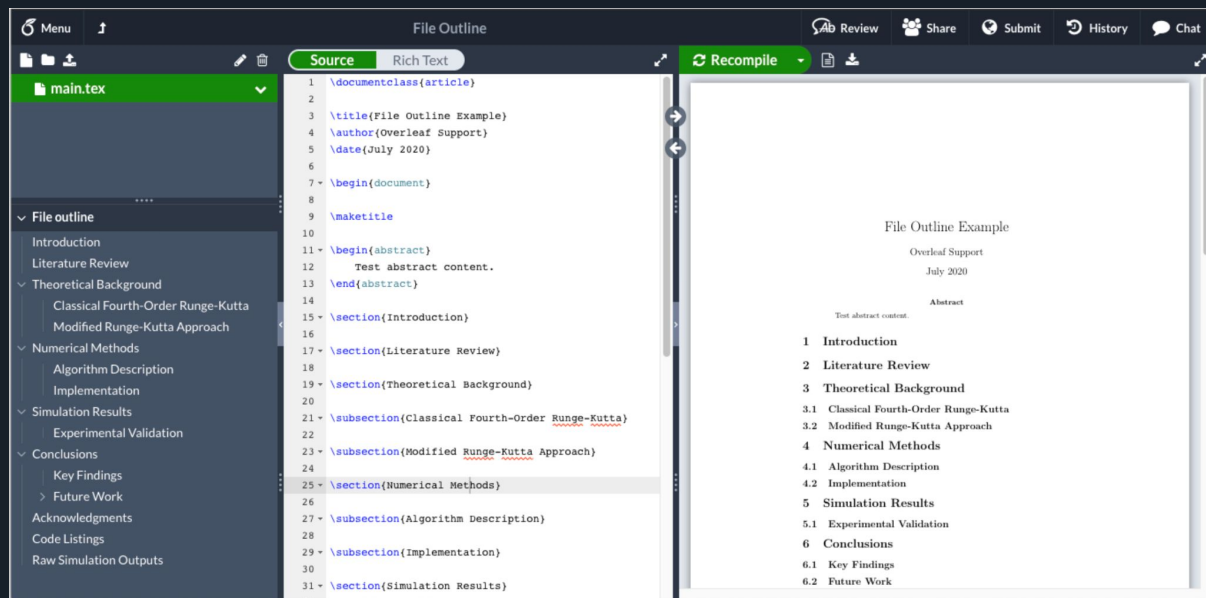 Menu
File Outline
Review
Share
Submit
History
Chat
Source
Rich Text
Recompile
main.tex
File outline
Introduction
Literature Review
Theoretical Background
Classical Fourth-Order Runge-Kutta
Modified Runge-Kutta Approach
Numerical Methods
Algorithm Description
Implementation
Simulation Results
Experimental Validation
Conclusions
Key Findings
Future Work
Acknowledgments
Code Listings
Raw Simulation Outputs
1 \documentclass{article}
2
3 \title{File Outline Example}
4 \author{Overleaf Support}
5 \date{July 2020}
6
7 \begin{document}
8
9 \maketitle
10
11 \begin{abstract}
12 Test abstract content.
13 \end{abstract}
14
15 \section{Introduction}
16
17 \section{Literature Review}
18
19 \section{Theoretical Background}
20
21 \subsection{Classical Fourth-Order Runge-Kutta}
22
23 \subsection{Modified Runge-Kutta Approach}
24
25 \section{Numerical Methods}
26
27 \subsection{Algorithm Description}
28
29 \subsection{Implementation}
30
31 \section{Simulation Results}
File Outline Example
Overleaf Support
July 2020
Abstract
Test abstract content.
1 Introduction
2 Literature Review
3 Theoretical Background
3.1 Classical Fourth-Order Runge-Kutta
3.2 Modified Runge-Kutta Approach
4 Numerical Methods
4.1 Algorithm Description
4.2 Implementation
5 Simulation Results
5.1 Experimental Validation
6 Conclusions
6.1 Key Findings
6.2 Future Work